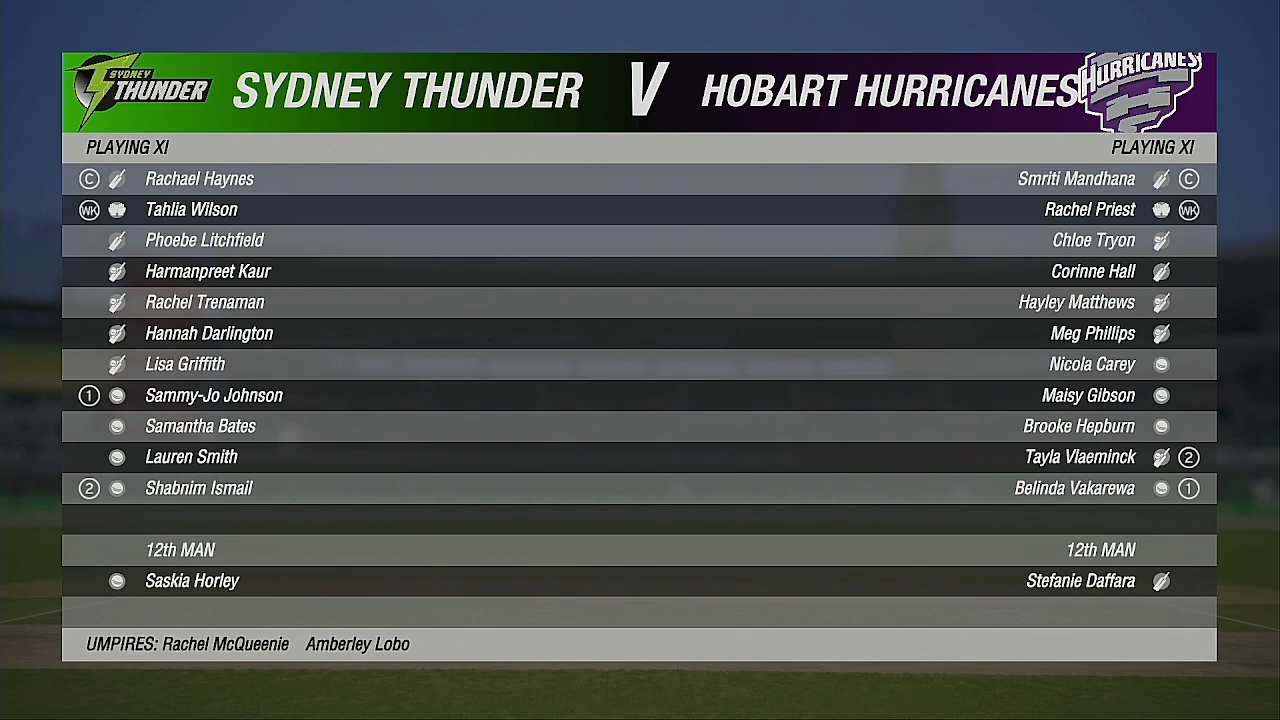 SYDNEY THUNDER SYDNEY THUNDER V HOBART HURRICANES HURRICANES
PLAYING XI PLAYING XI
C Rachael Haynes Smriti Mandhana C
WK Tahlia Wilson Rachel Priest WK
Phoebe Litchfield Chloe Tryon
Harmanpreet Kaur Corinne Hall
Rachel Trenaman Hayley Matthews
Hannah Darlington Meg Phillips
Lisa Griffith Nicola Carey
1 Sammy-Jo Johnson Maisy Gibson
Samantha Bates Brooke Hepburn
Lauren Smith Tayla Vlaeminck 2
2 Shabnim Ismail Belinda Vakarewa 1
12th MAN 12th MAN
Saskia Horley Stefanie Daffara
UMPIRES: Rachel McQueenie Amberley Lobo